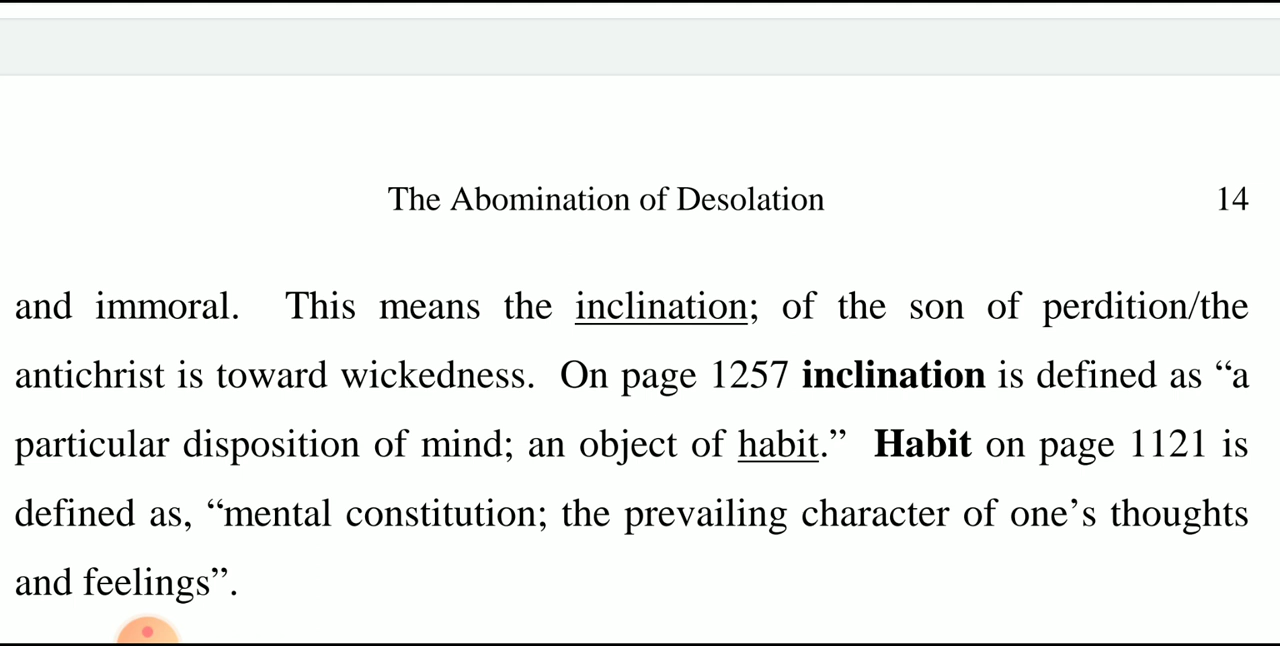 The Abomination of Desolation 14
and immoral. This means the inclination; of the son of perdition/the
antichrist is toward wickedness. On page 1257 inclination is defined as “a
particular disposition of mind; an object of habit.” Habit on page 1121 is
defined as, “mental constitution; the prevailing character of one’s thoughts
and feelings”.